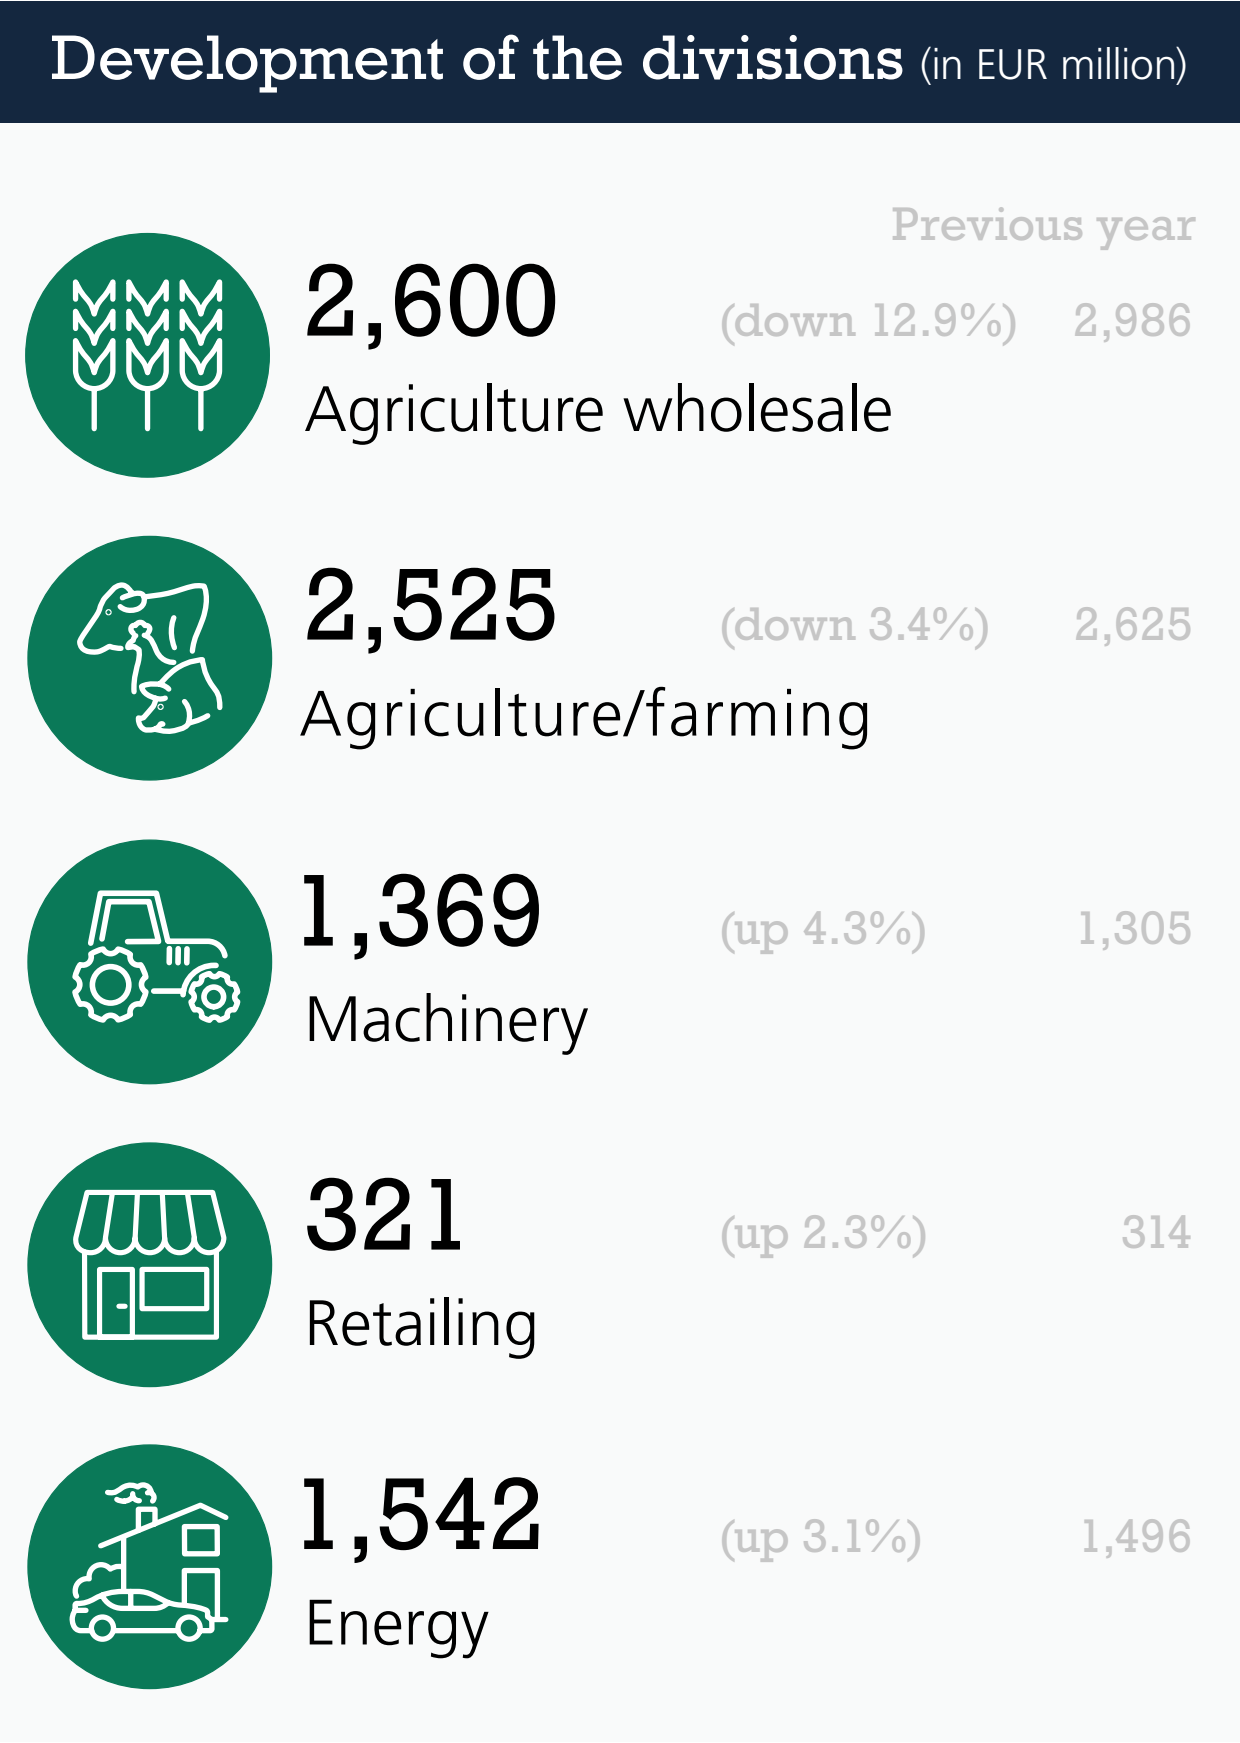 Development of the divisions (in EUR million)
Previous year
2,600 (down 12.9%) 2,986
Agriculture wholesale
2,525 (down 3.4%) 2,625
Agriculture/farming
1,369 (up 4.3%) 1,305
Machinery
321 (up 2.3%) 314
Retailing
1,542 (up 3.1%) 1,496
Energy